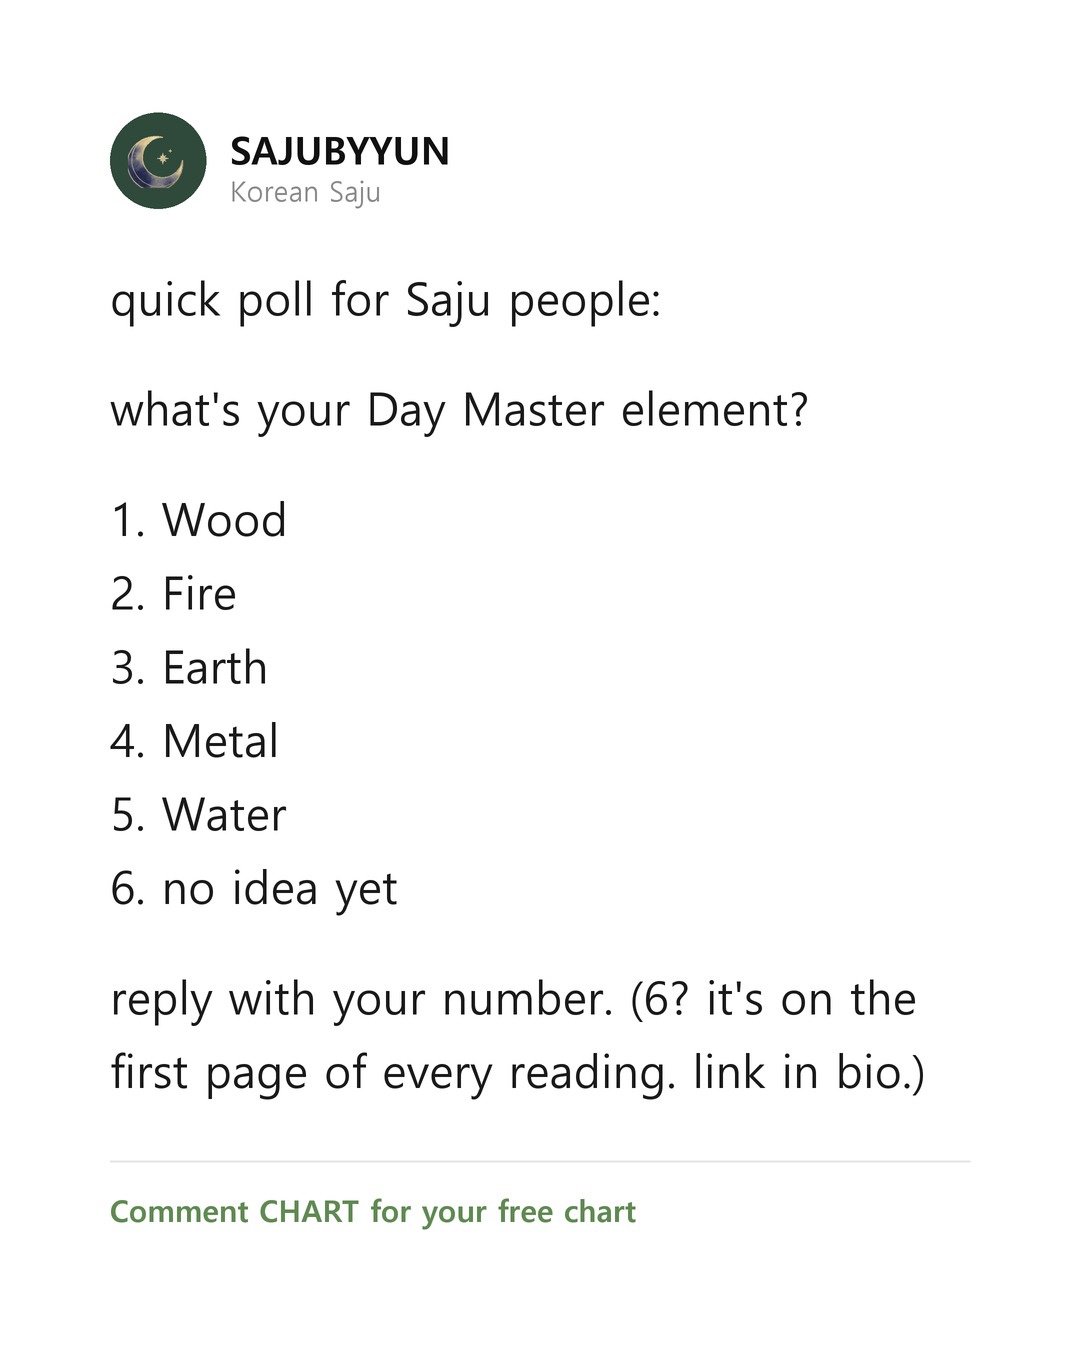 SAJUBYYUN
Korean Saju
quick poll for Saju people:
what's your Day Master element?
1. Wood
2. Fire
3. Earth
4. Metal
5. Water
6. no idea yet
reply with your number. (6? it's on the
first page of every reading. link in bio.)
Comment CHART for your free chart